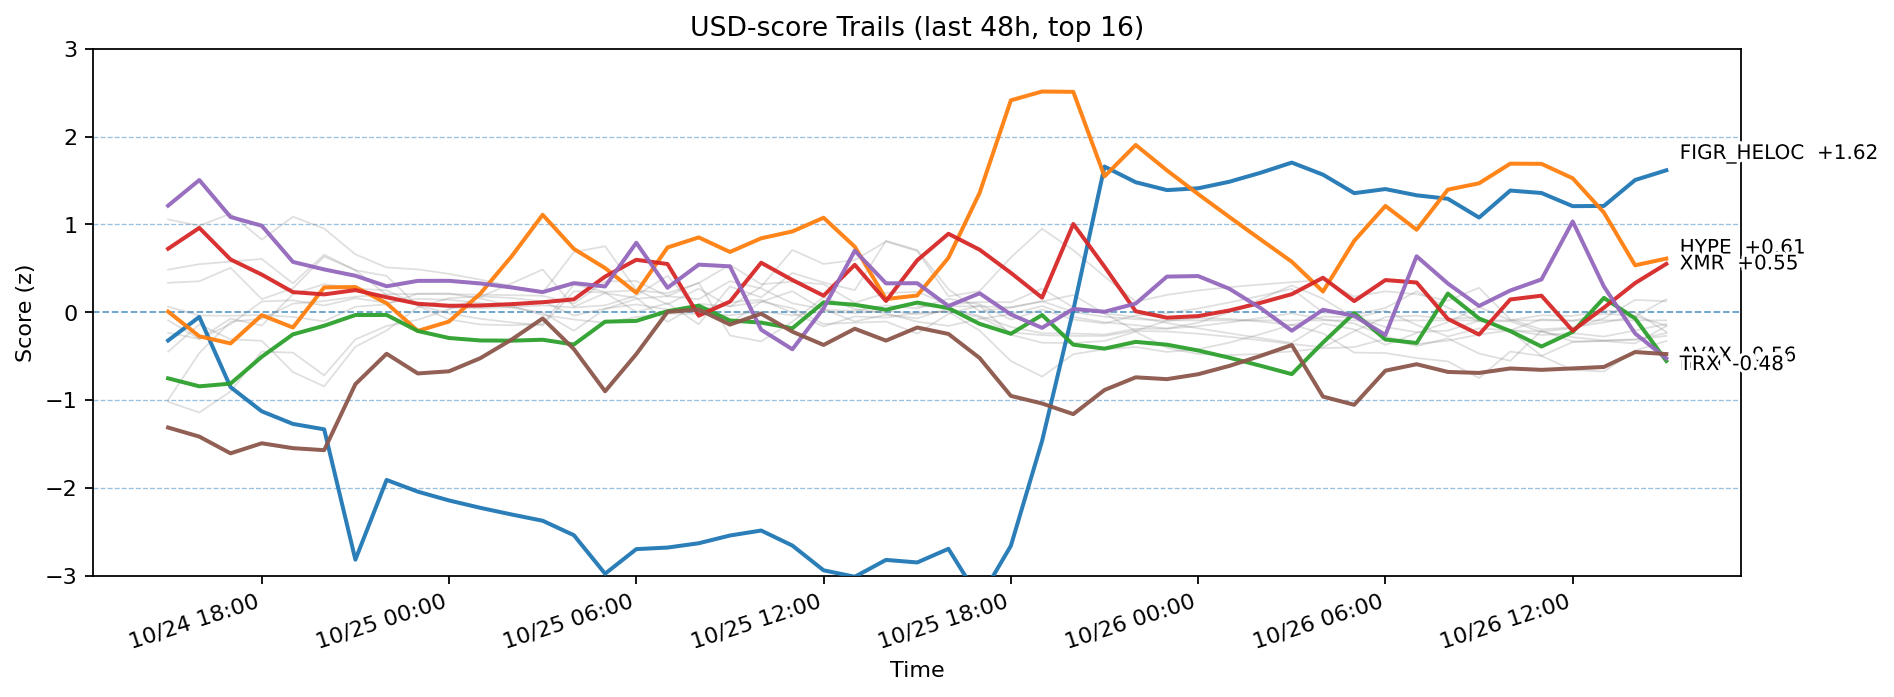 USD-score Trails (last 48h, top 16)
Score (z)
3
2
1
0
−1
−2
−3
FIGR_HELOC +1.62
HYPE +0.61
XMR +0.55
TRX -0.48
10/24 18:00
10/25 00:00
10/25 06:00
10/25 12:00
10/25 18:00
10/26 00:00
10/26 06:00
10/26 12:00
Time